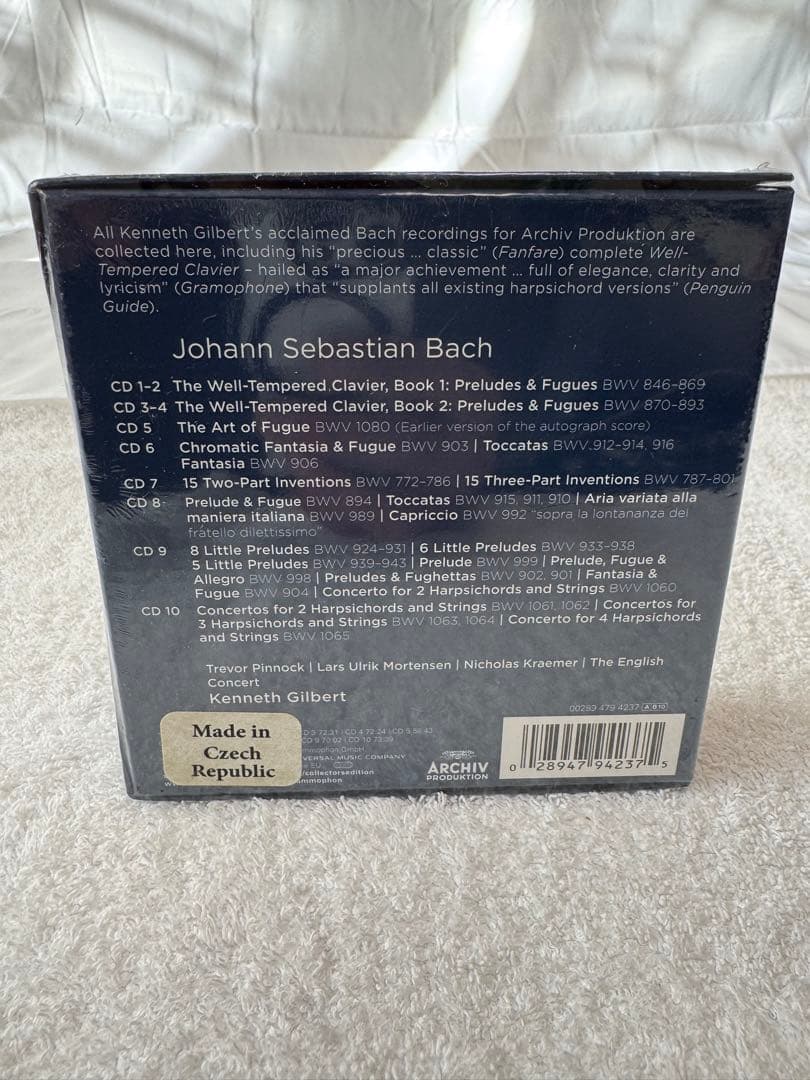 All Kenneth Gilbert's acclaimed Bach recordings for Archiv Produktion are
collected here, including his "precious ... classic" (Fanfare) complete Well-
Tempered Clavier – hailed as "a major achievement ... full of elegance, clarity and
lyricism" (Gramophone) that "supplants all existing harpsichord versions" (Penguin
Guide).
Johann Sebastian Bach
CD 1–2 The Well-Tempered Clavier, Book 1: Preludes & Fugues BWV 846–869
CD 3–4 The Well-Tempered Clavier, Book 2: Preludes & Fugues BWV 870–893
CD 5 The Art of Fugue BWV 1080 (Earlier version of the autograph score)
CD 6 Chromatic Fantasia & Fugue BWV 903 | Toccatas BWV 912–914, 916
Fantasia BWV 906
CD 7 15 Two-Part Inventions BWV 772–786 | 15 Three-Part Inventions BWV 787–801
CD 8 Prelude & Fugue BWV 894 | Toccatas BWV 915, 911, 910 | Aria variata alla
maniera italiana BWV 989 | Capriccio BWV 992 "sopra la lontananza del
fratello dilettissimo"
CD 9 8 Little Preludes BWV 924–931 | 6 Little Preludes BWV 933–938
5 Little Preludes BWV 939–943 | Prelude BWV 999 | Prelude, Fugue &
Allegro BWV 998 | Preludes & Fughettas BWV 902, 901 | Fantasia &
Fugue BWV 904 | Concerto for 2 Harpsichords and Strings BWV 1060
CD 10 Concertos for 2 Harpsichords and Strings BWV 1061, 1062 | Concertos for
3 Harpsichords and Strings BWV 1063, 1064 | Concerto for 4 Harpsichords
and Strings BWV 1065
Trevor Pinnock | Lars Ulrik Mortensen | Nicholas Kraemer | The English
Concert
Kenneth Gilbert
00289 479 4237 A B10
Made in
Czech
Republic
mmophon GmbH
VERSAL MUSIC COMPANY
EU
/collectorsedition
mmophon
ARCHIV
PRODUKTION
0 28947 94237 5